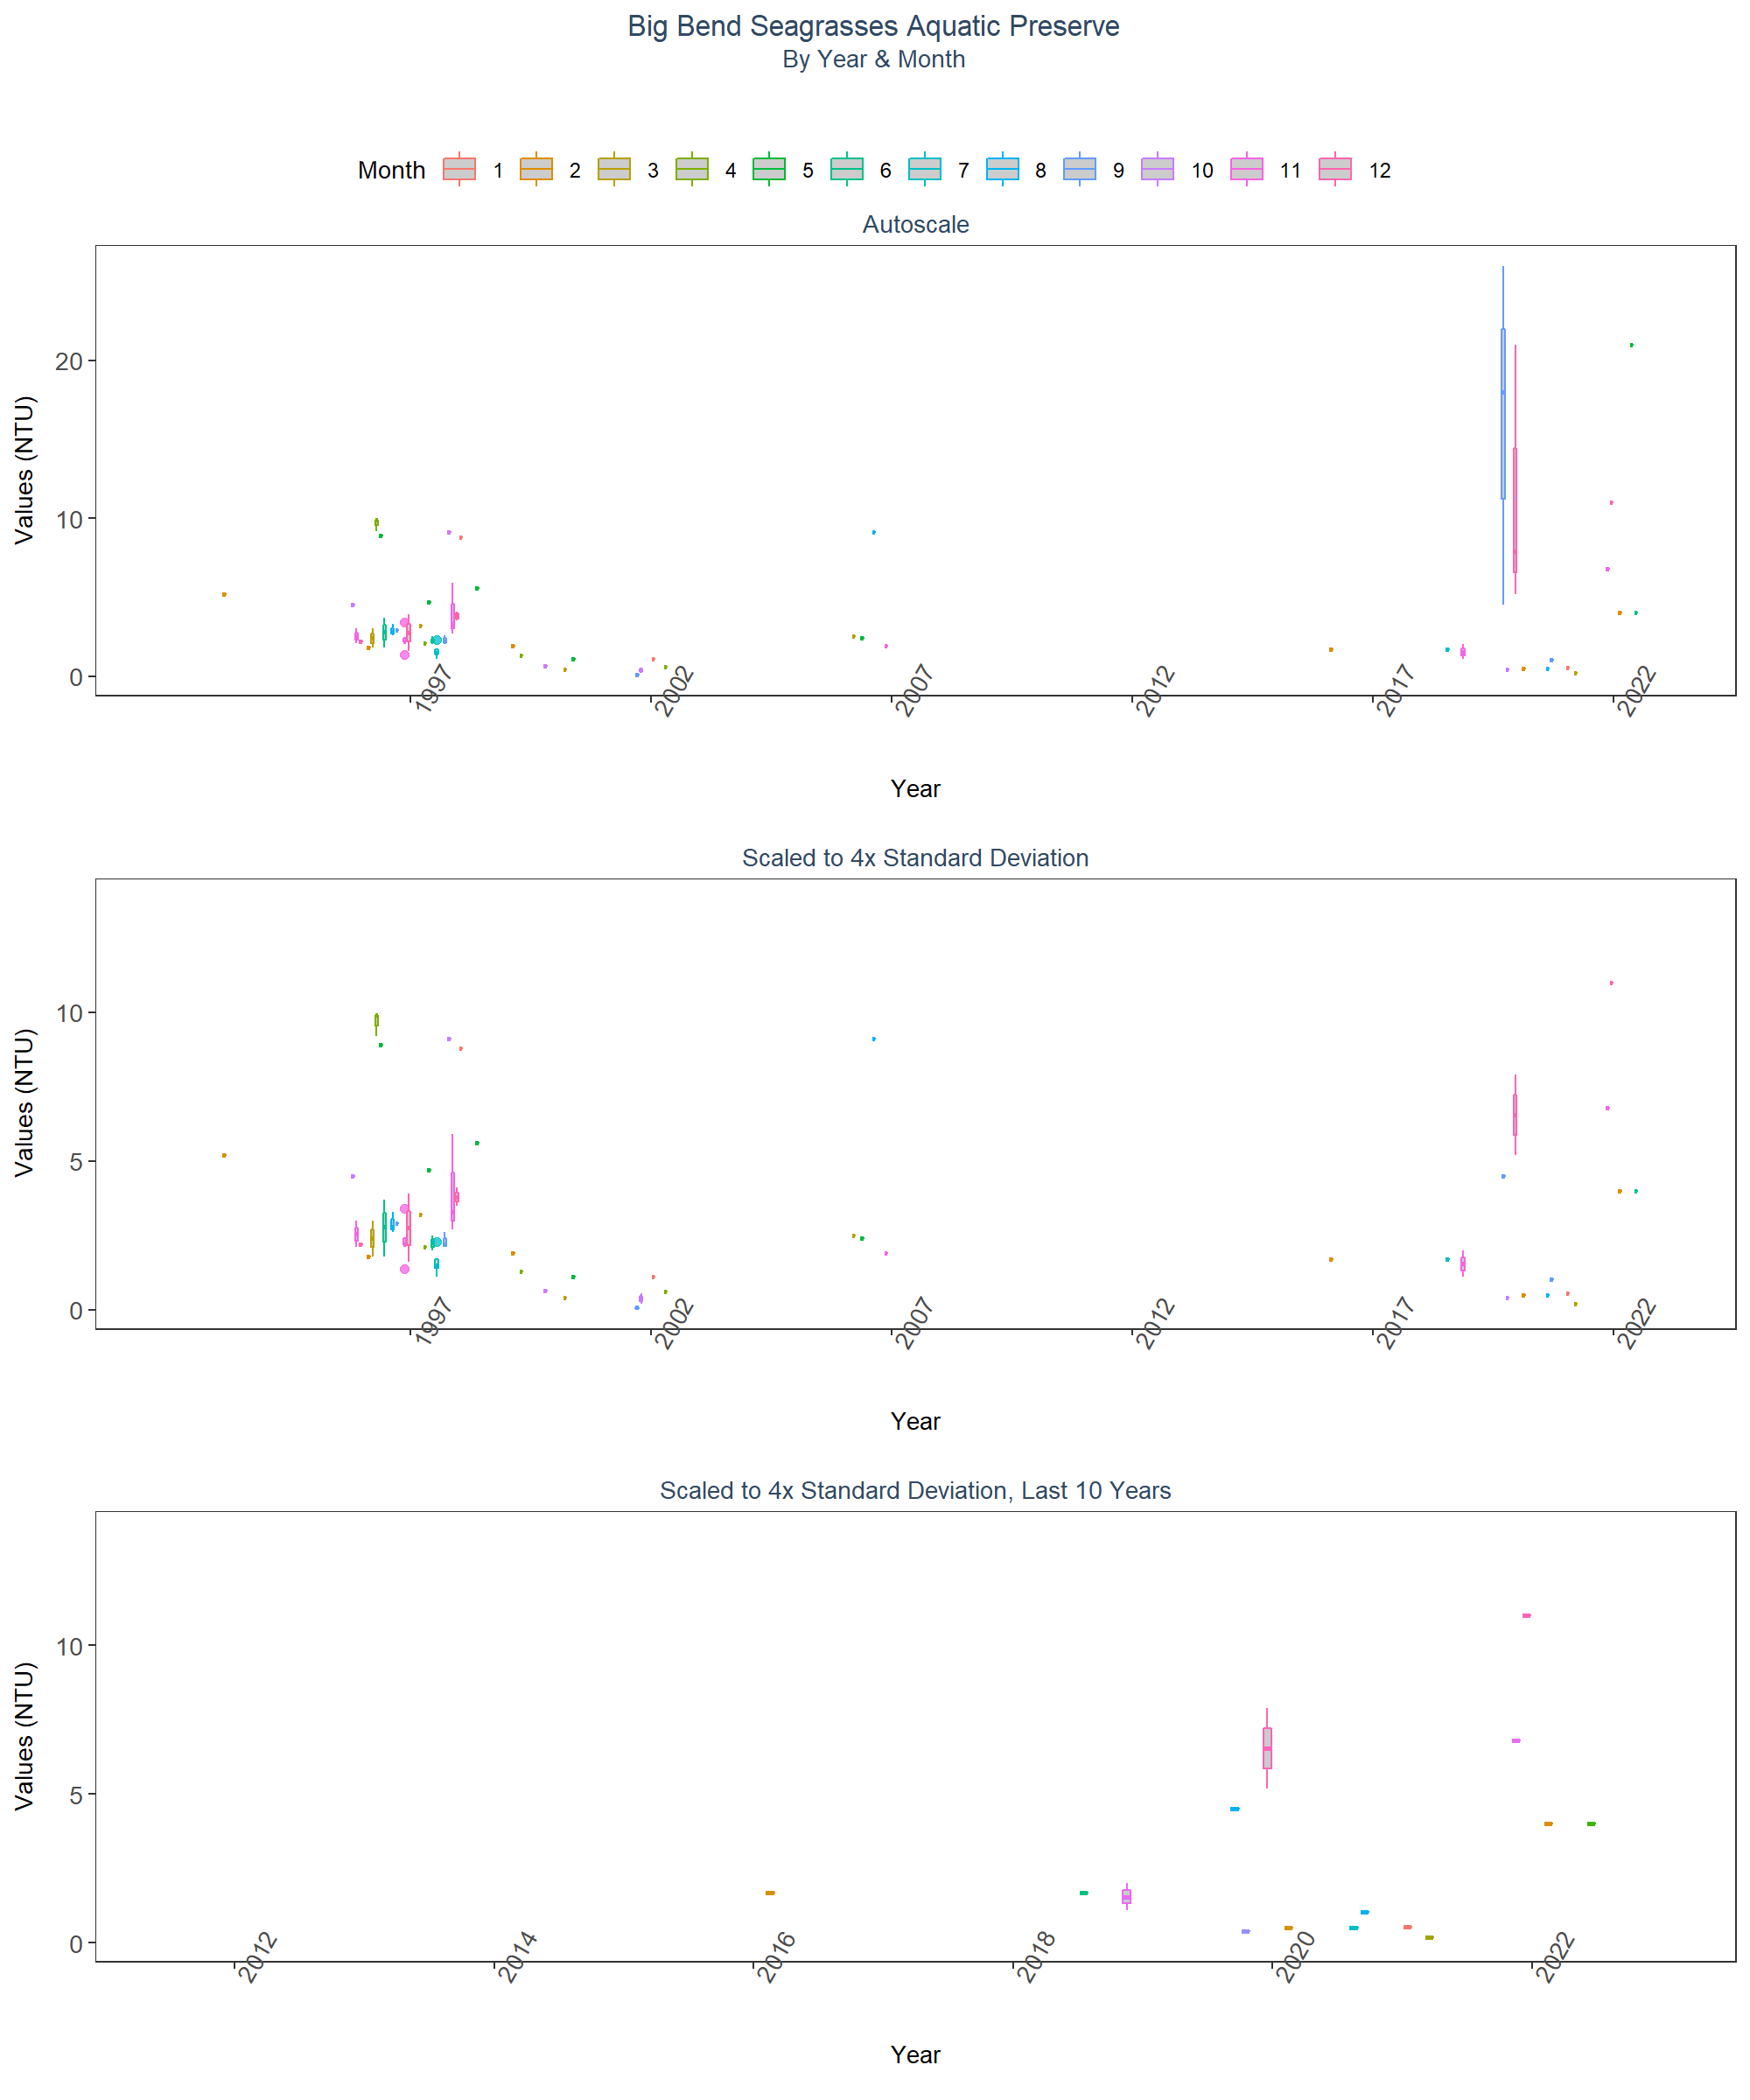 Big Bend Seagrasses Aquatic Preserve
By Year & Month
Month 1 2 3 4 5 6 7 8 9 10 11 12
Autoscale
Values (NTU)
20
10
0
1997 2002 2007 2012 2017 2022
Year
Scaled to 4x Standard Deviation
Values (NTU)
10
5
0
1997 2002 2007 2012 2017 2022
Year
Scaled to 4x Standard Deviation, Last 10 Years
Values (NTU)
10
5
0
2012 2014 2016 2018 2020 2022
Year